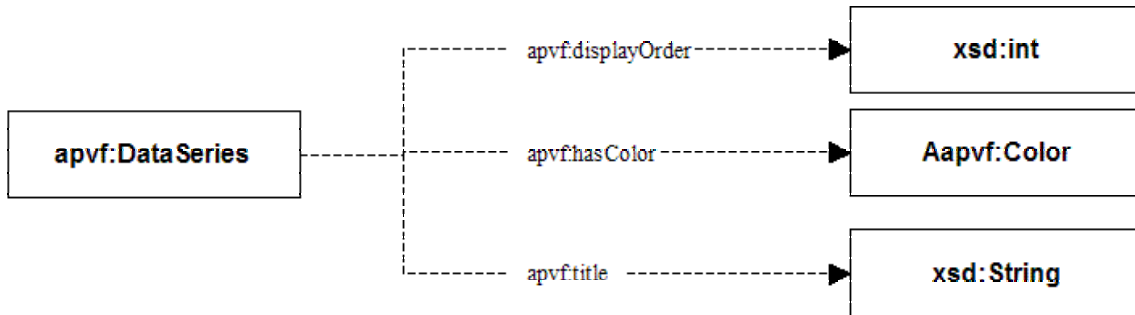 apvf:displayOrder
xsd:int
apvf:DataSeries
apvf:hasColor
Aapvf:Color
apvf:title
xsd:String